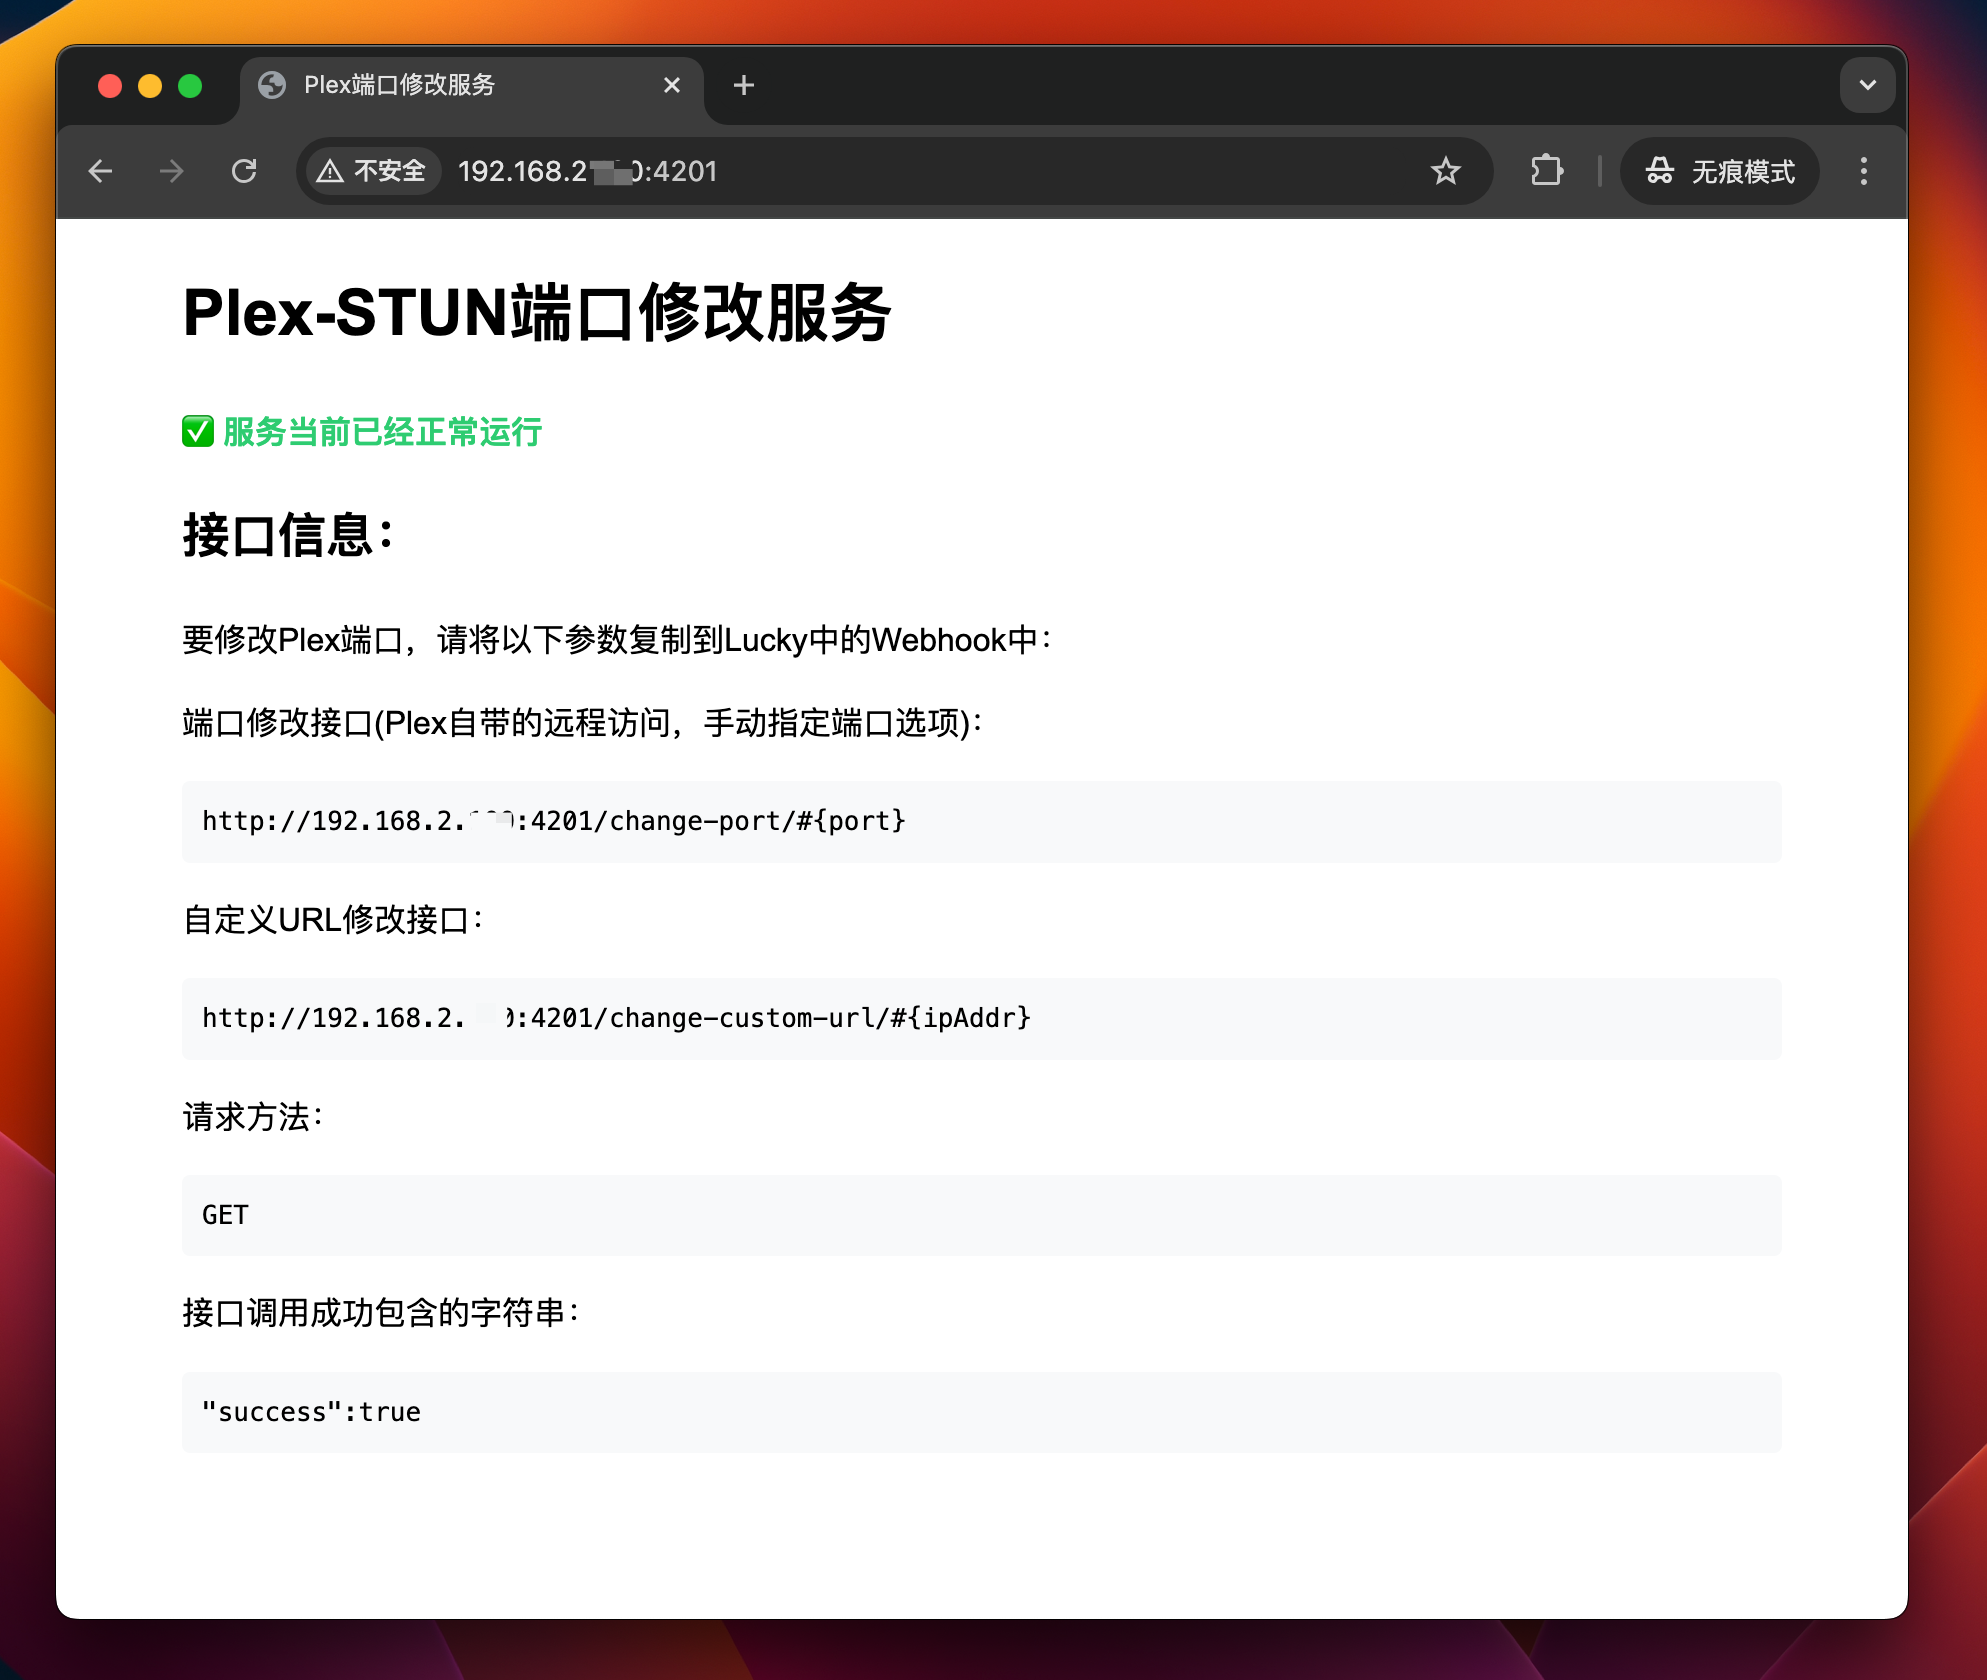 Plex端口修改服务
不安全 192.168.2 0:4201
无痕模式
Plex-STUN端口修改服务
✅ 服务当前已经正常运行
接口信息：
要修改Plex端口，请将以下参数复制到Lucky中的Webhook中：
端口修改接口(Plex自带的远程访问，手动指定端口选项)：
http://192.168.2. :4201/change-port/#{port}
自定义URL修改接口：
http://192.168.2. 0:4201/change-custom-url/#{ipAddr}
请求方法：
GET
接口调用成功包含的字符串：
"success":true